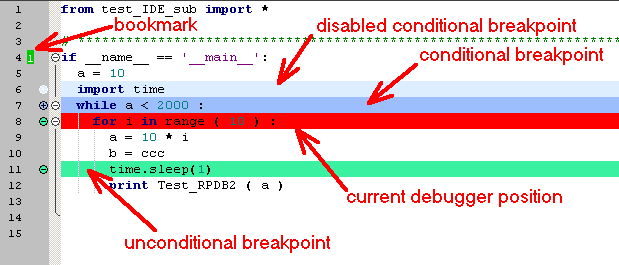 1 from test_IDE_sub import *
bookmark
2 disabled conditional breakpoint
3 # ****************************************************************
4 1 if __name__ == '__main__': conditional breakpoint
5 a = 10
6 import time
7 while a < 2000 :
8 for i in range ( ) :
9 a = 10 * i
10 b = ccc
11 time.sleep(1)
12 print Test_RPDB2 ( a )
current debugger position
13
14
unconditional breakpoint
15